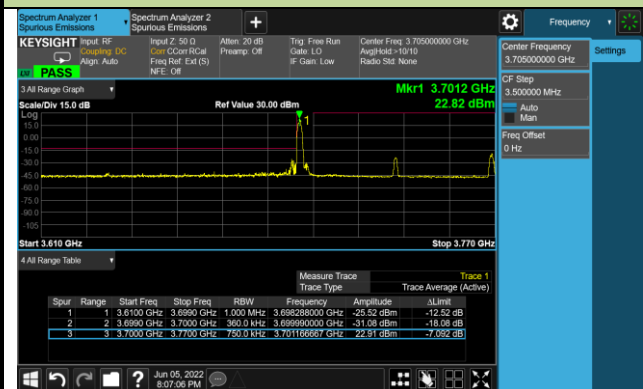 Spectrum Analyzer 1
Spurious Emissions
Spectrum Analyzer 2
Spurious Emissions
Frequency
KEYSIGHT
Input: RF
Coupling: DC
Align: Auto
Input Z: 50 Ω
Corr CCorr RCal
Freq Ref: Ext (S)
NFE: Off
Atten: 20 dB
Preamp: Off
Trig: Free Run
Gate: LO
IF Gain: Low
Center Freq: 3.705000000 GHz
Avg|Hold:>10/10
Radio Std: None
PASS
3 All Range Graph
Mkr1 3.7012 GHz
22.82 dBm
Scale/Div 15.0 dB
Ref Value 30.00 dBm
Log
15.0
0.00
-15.0
-30.0
-45.0
-60.0
-75.0
-90.0
-105
1
Start 3.610 GHz
Stop 3.770 GHz
4 All Range Table
Measure Trace Trace 1
Trace Type Trace Average (Active)
Spur Range Start Freq Stop Freq RBW Frequency Amplitude ΔLimit
1 1 3.6100 GHz 3.6990 GHz 1.000 MHz 3.698288000 GHz -25.52 dBm -12.52 dB
2 2 3.6990 GHz 3.7000 GHz 360.0 kHz 3.699990000 GHz -31.08 dBm -18.08 dB
3 3 3.7000 GHz 3.7700 GHz 750.0 kHz 3.701166667 GHz 22.91 dBm -7.092 dB
Center Frequency
3.705000000 GHz
Settings
CF Step
3.500000 MHz
Auto
Man
Freq Offset
0 Hz
Jun 05, 2022
8:07:06 PM